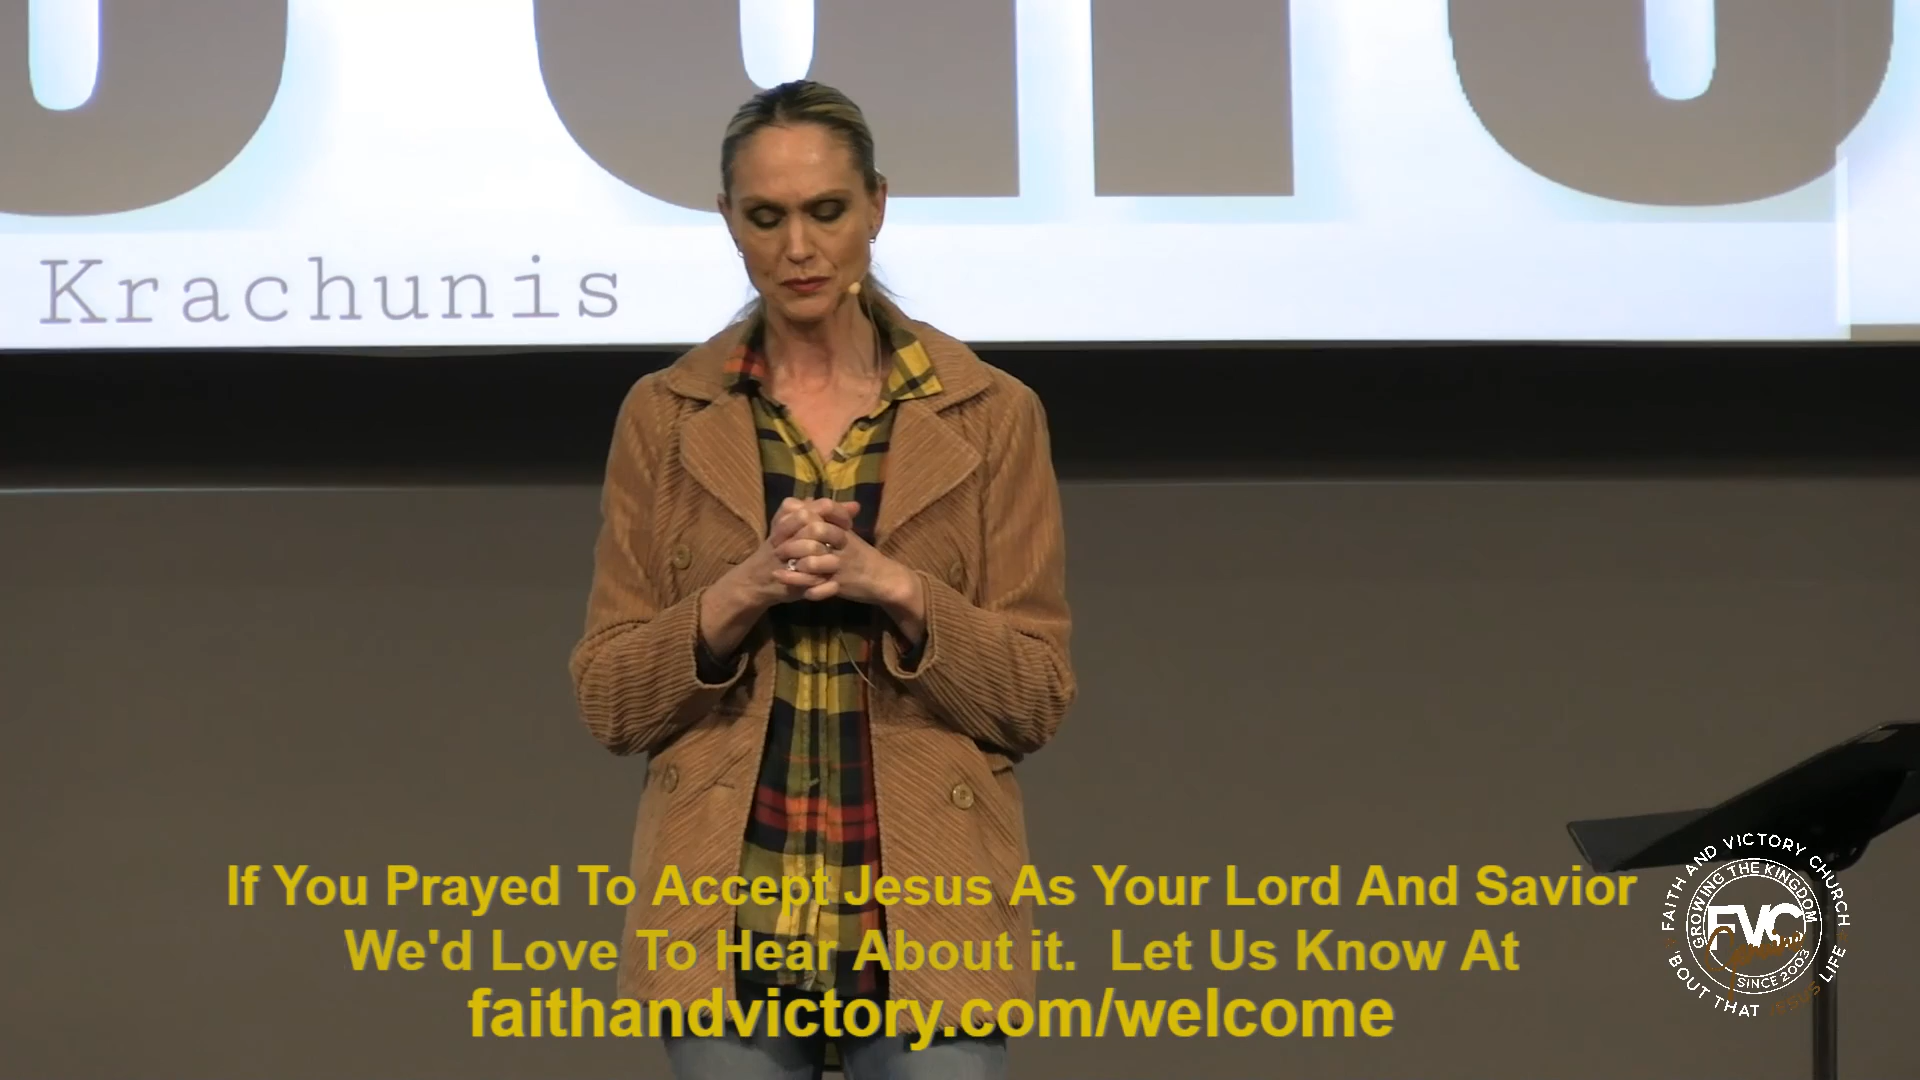 Krachunis
If You Prayed To Accept Jesus As Your Lord And Savior
We'd Love To Hear About it.  Let Us Know At
faithandvictory.com/welcome
FAITH AND VICTORY CHURCH
GROWING THE KINGDOM
FVC
SINCE 2003
'BOUT THAT JESUS LIFE